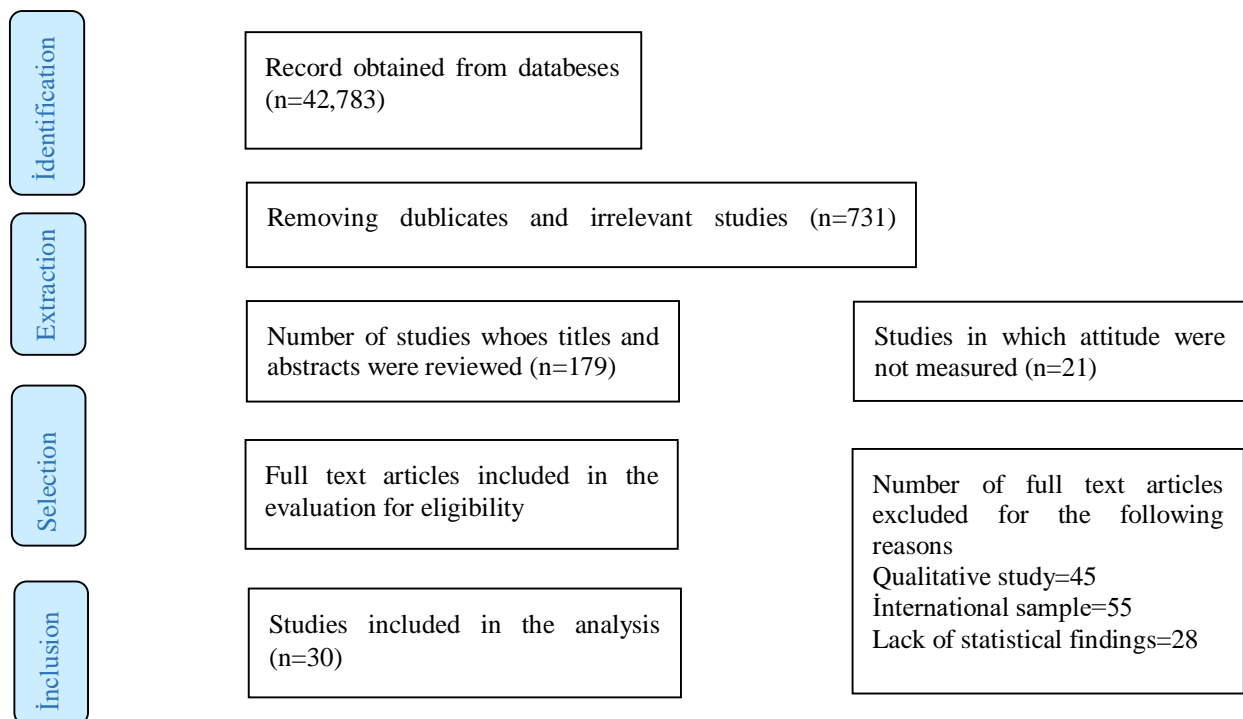 İdentification
Record obtained from databeses
(n=42,783)
Removing dublicates and irrelevant studies (n=731)
Extraction
Number of studies whoes titles and
abstracts were reviewed (n=179)
Studies in which attitude were
not measured (n=21)
Selection
Full text articles included in the
evaluation for eligibility
Number of full text articles
excluded for the following
reasons
Qualitative study=45
İnternational sample=55
Lack of statistical findings=28
İnclusion
Studies included in the analysis
(n=30)